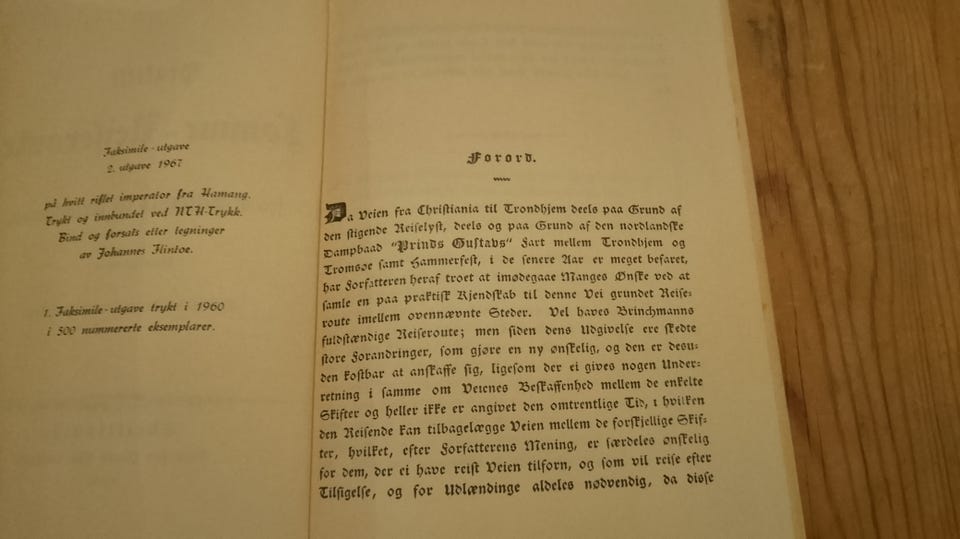 Faksimile-utgave
2. utgave 1967
på hvitt riflet imperator fra Hamang.
Trykt og innbundet ved NTH-Trykk.
Bind og forsats etter tegninger
av Johannes Flintoe.
1. Faksimile-utgave trykt i 1960
i 500 nummererte eksemplarer.
Forord.
Da Veien fra Christiania til Trondhjem deels paa Grund af
den stigende Reiselyst, deels og paa Grund af den nordlandske
Dampbaad "Prinds Gustavs" Fart mellem Trondhjem og
Tromsøe samt Hammerfest, i de senere Aar er meget befaret,
har Forfatteren heraf troet at imødegaae Manges Ønske ved at
samle en paa praktisk Kjendskab til denne Vei grundet Reise-
route imellem ovennævnte Steder. Vel haves Brinchmanns
fuldstændige Reiseroute; men siden dens Udgivelse ere skedte
store Forandringer, som gjøre en ny ønskelig, og den er desu-
den kostbar at anskaffe sig, ligesom der ei gives nogen Under-
retning i samme om Veienes Beskaffenhed mellem de enkelte
Skifter og heller ikke er angivet den omtrentlige Tid, i hvilken
den Reisende kan tilbagelægge Veien mellem de forskjellige Skif-
ter, hvilket, efter Forfatterens Mening, er særdeles ønskelig
for dem, der ei have reist Veien tilforn, og som vil reise efter
Tilsigelse, og for Udlændinge aldeles nødvendig, da disse